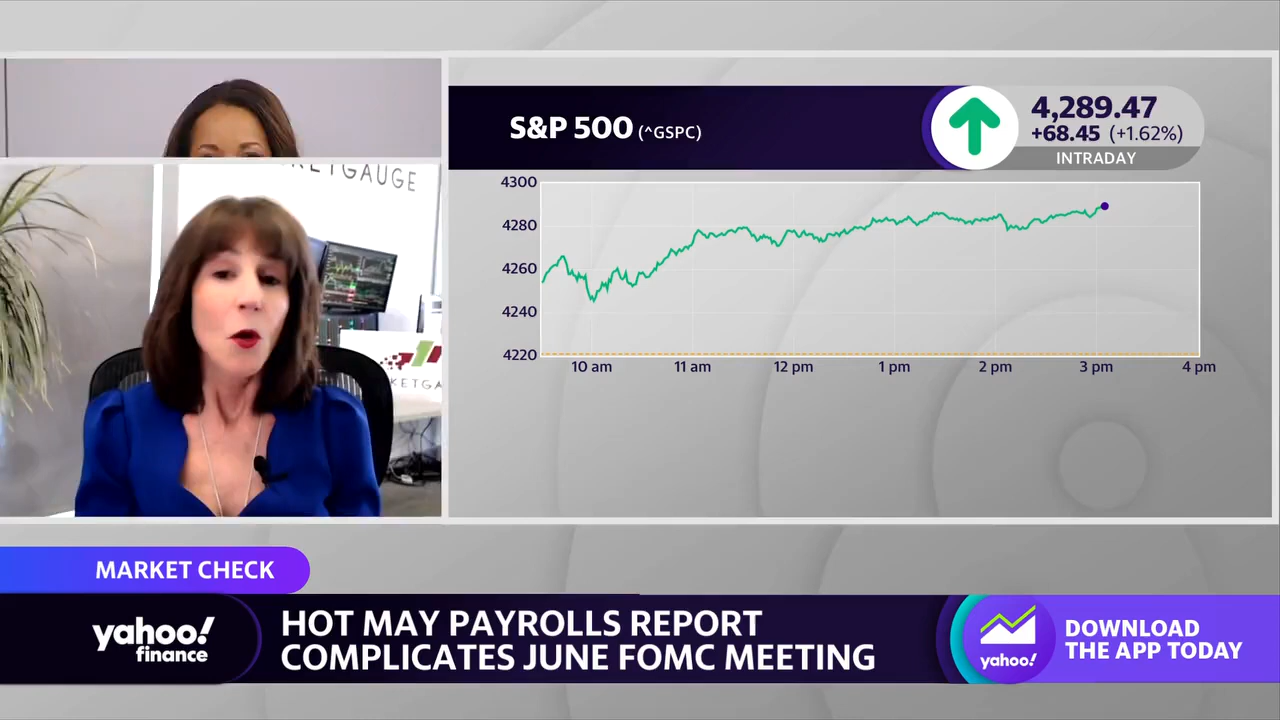 KETGAUGE
KETGA
S&P 500 (^GSPC)
4,289.47
+68.45 (+1.62%)
INTRADAY
4300
4280
4260
4240
4220
10 am 11 am 12 pm 1 pm 2 pm 3 pm 4 pm
MARKET CHECK
yahoo!
finance
HOT MAY PAYROLLS REPORT
COMPLICATES JUNE FOMC MEETING
yahoo!
DOWNLOAD
THE APP TODAY